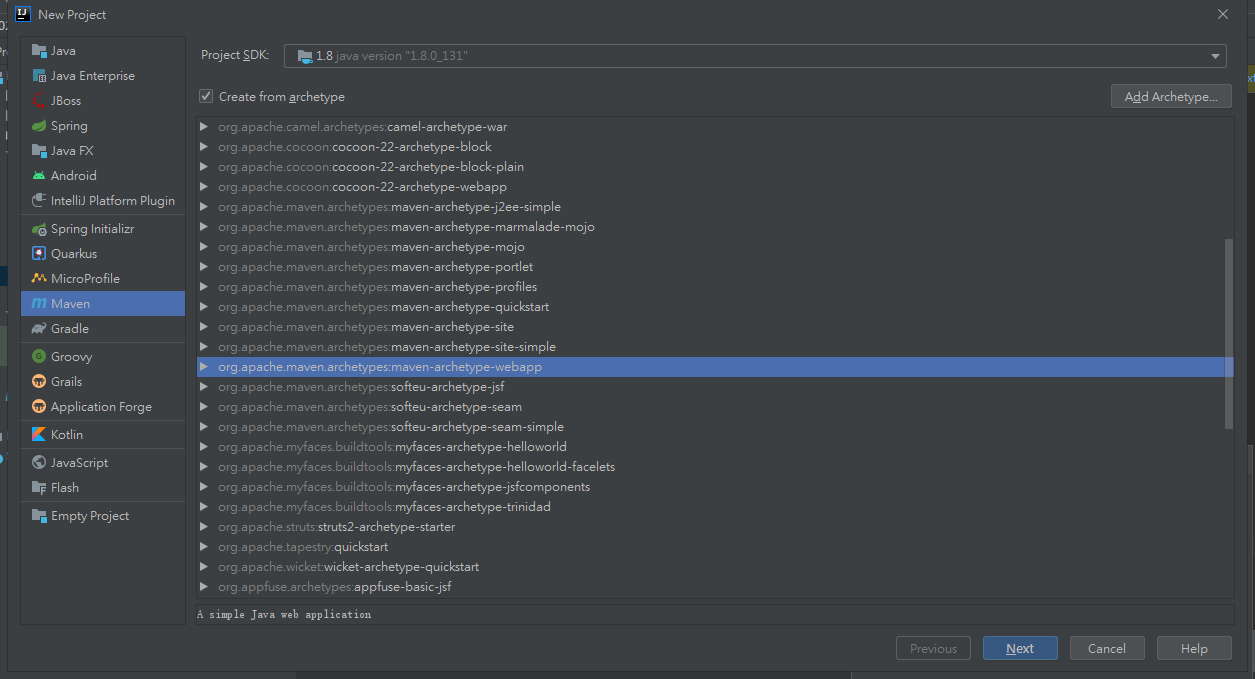 New Project
Java
Java Enterprise
JBoss
Spring
Java FX
Android
IntelliJ Platform Plugin
Spring Initializr
Quarkus
MicroProfile
Maven
Gradle
Groovy
Grails
Application Forge
Kotlin
JavaScript
Flash
Empty Project
Project SDK: 1.8 java version "1.8.0_131"
Create from archetype Add Archetype...
org.apache.camel.archetypes:camel-archetype-war
org.apache.cocoon:cocoon-22-archetype-block
org.apache.cocoon:cocoon-22-archetype-block-plain
org.apache.cocoon:cocoon-22-archetype-webapp
org.apache.maven.archetypes:maven-archetype-j2ee-simple
org.apache.maven.archetypes:maven-archetype-marmalade-mojo
org.apache.maven.archetypes:maven-archetype-mojo
org.apache.maven.archetypes:maven-archetype-portlet
org.apache.maven.archetypes:maven-archetype-profiles
org.apache.maven.archetypes:maven-archetype-quickstart
org.apache.maven.archetypes:maven-archetype-site
org.apache.maven.archetypes:maven-archetype-site-simple
org.apache.maven.archetypes:maven-archetype-webapp
org.apache.maven.archetypes:softeu-archetype-jsf
org.apache.maven.archetypes:softeu-archetype-seam
org.apache.maven.archetypes:softeu-archetype-seam-simple
org.apache.myfaces.buildtools:myfaces-archetype-helloworld
org.apache.myfaces.buildtools:myfaces-archetype-helloworld-facelets
org.apache.myfaces.buildtools:myfaces-archetype-jsfcomponents
org.apache.myfaces.buildtools:myfaces-archetype-trinidad
org.apache.struts:struts2-archetype-starter
org.apache.tapestry:quickstart
org.apache.wicket:wicket-archetype-quickstart
org.appfuse.archetypes:appfuse-basic-jsf
A simple Java web application
Previous Next Cancel Help